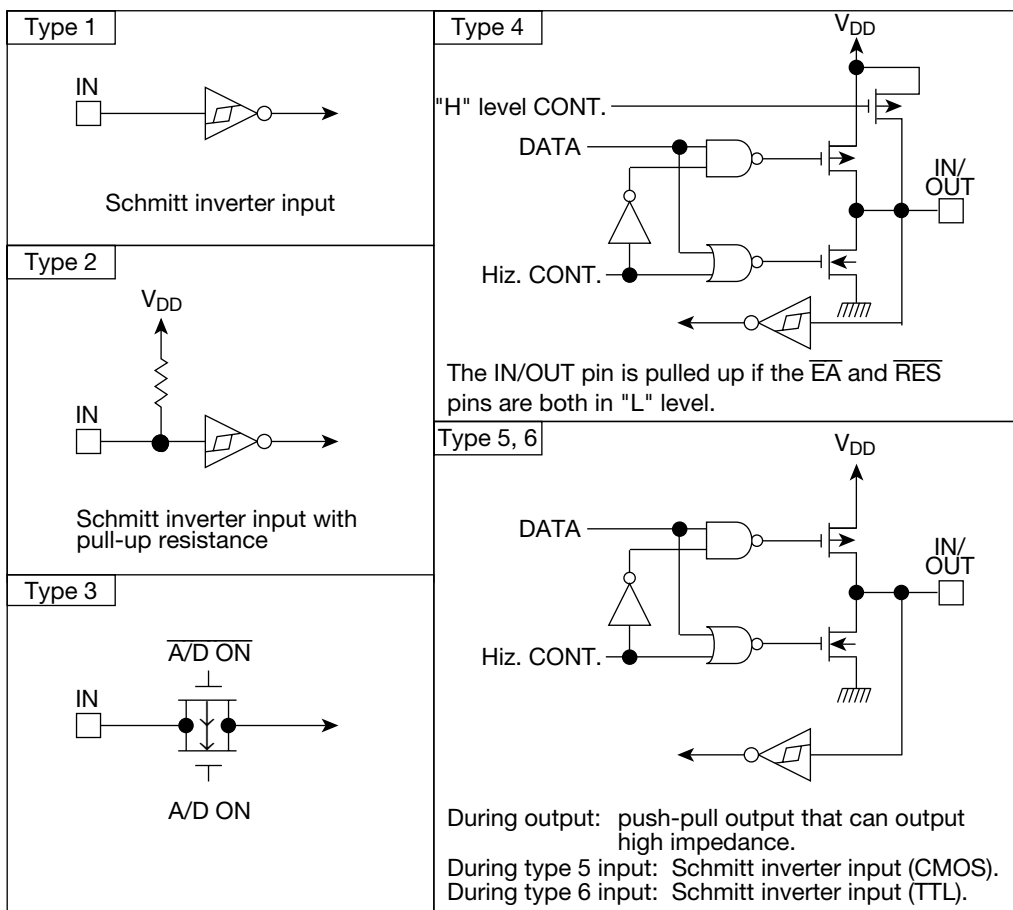 Type 1
IN
Schmitt inverter input
Type 2
VDD
IN
Schmitt inverter input with
pull-up resistance
Type 3
A/D ON
IN
A/D ON
Type 4
VDD
"H" level CONT.
DATA
IN/
OUT
Hiz. CONT.
The IN/OUT pin is pulled up if the EA and RES
pins are both in "L" level.
Type 5, 6
VDD
DATA
IN/
OUT
Hiz. CONT.
During output: push-pull output that can output
high impedance.
During type 5 input: Schmitt inverter input (CMOS).
During type 6 input: Schmitt inverter input (TTL).